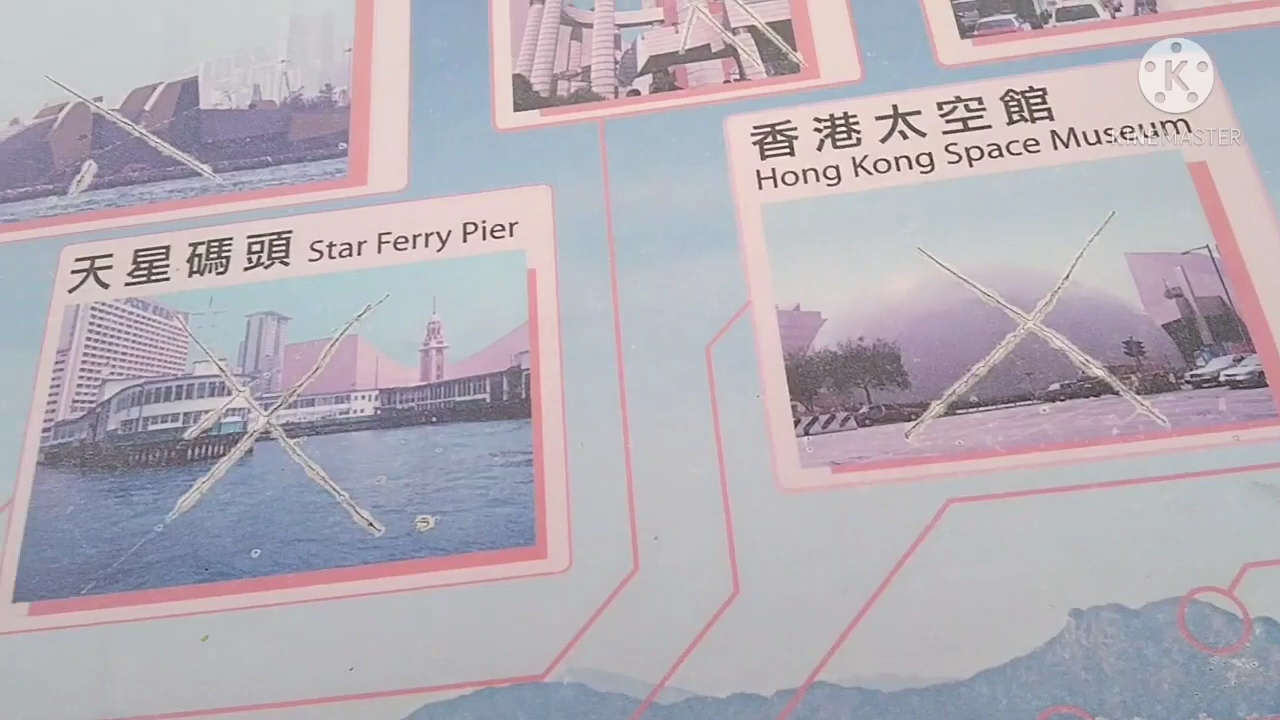 香港太空館
Hong Kong Space Museum
K
KINEMASTER
天星碼頭 Star Ferry Pier